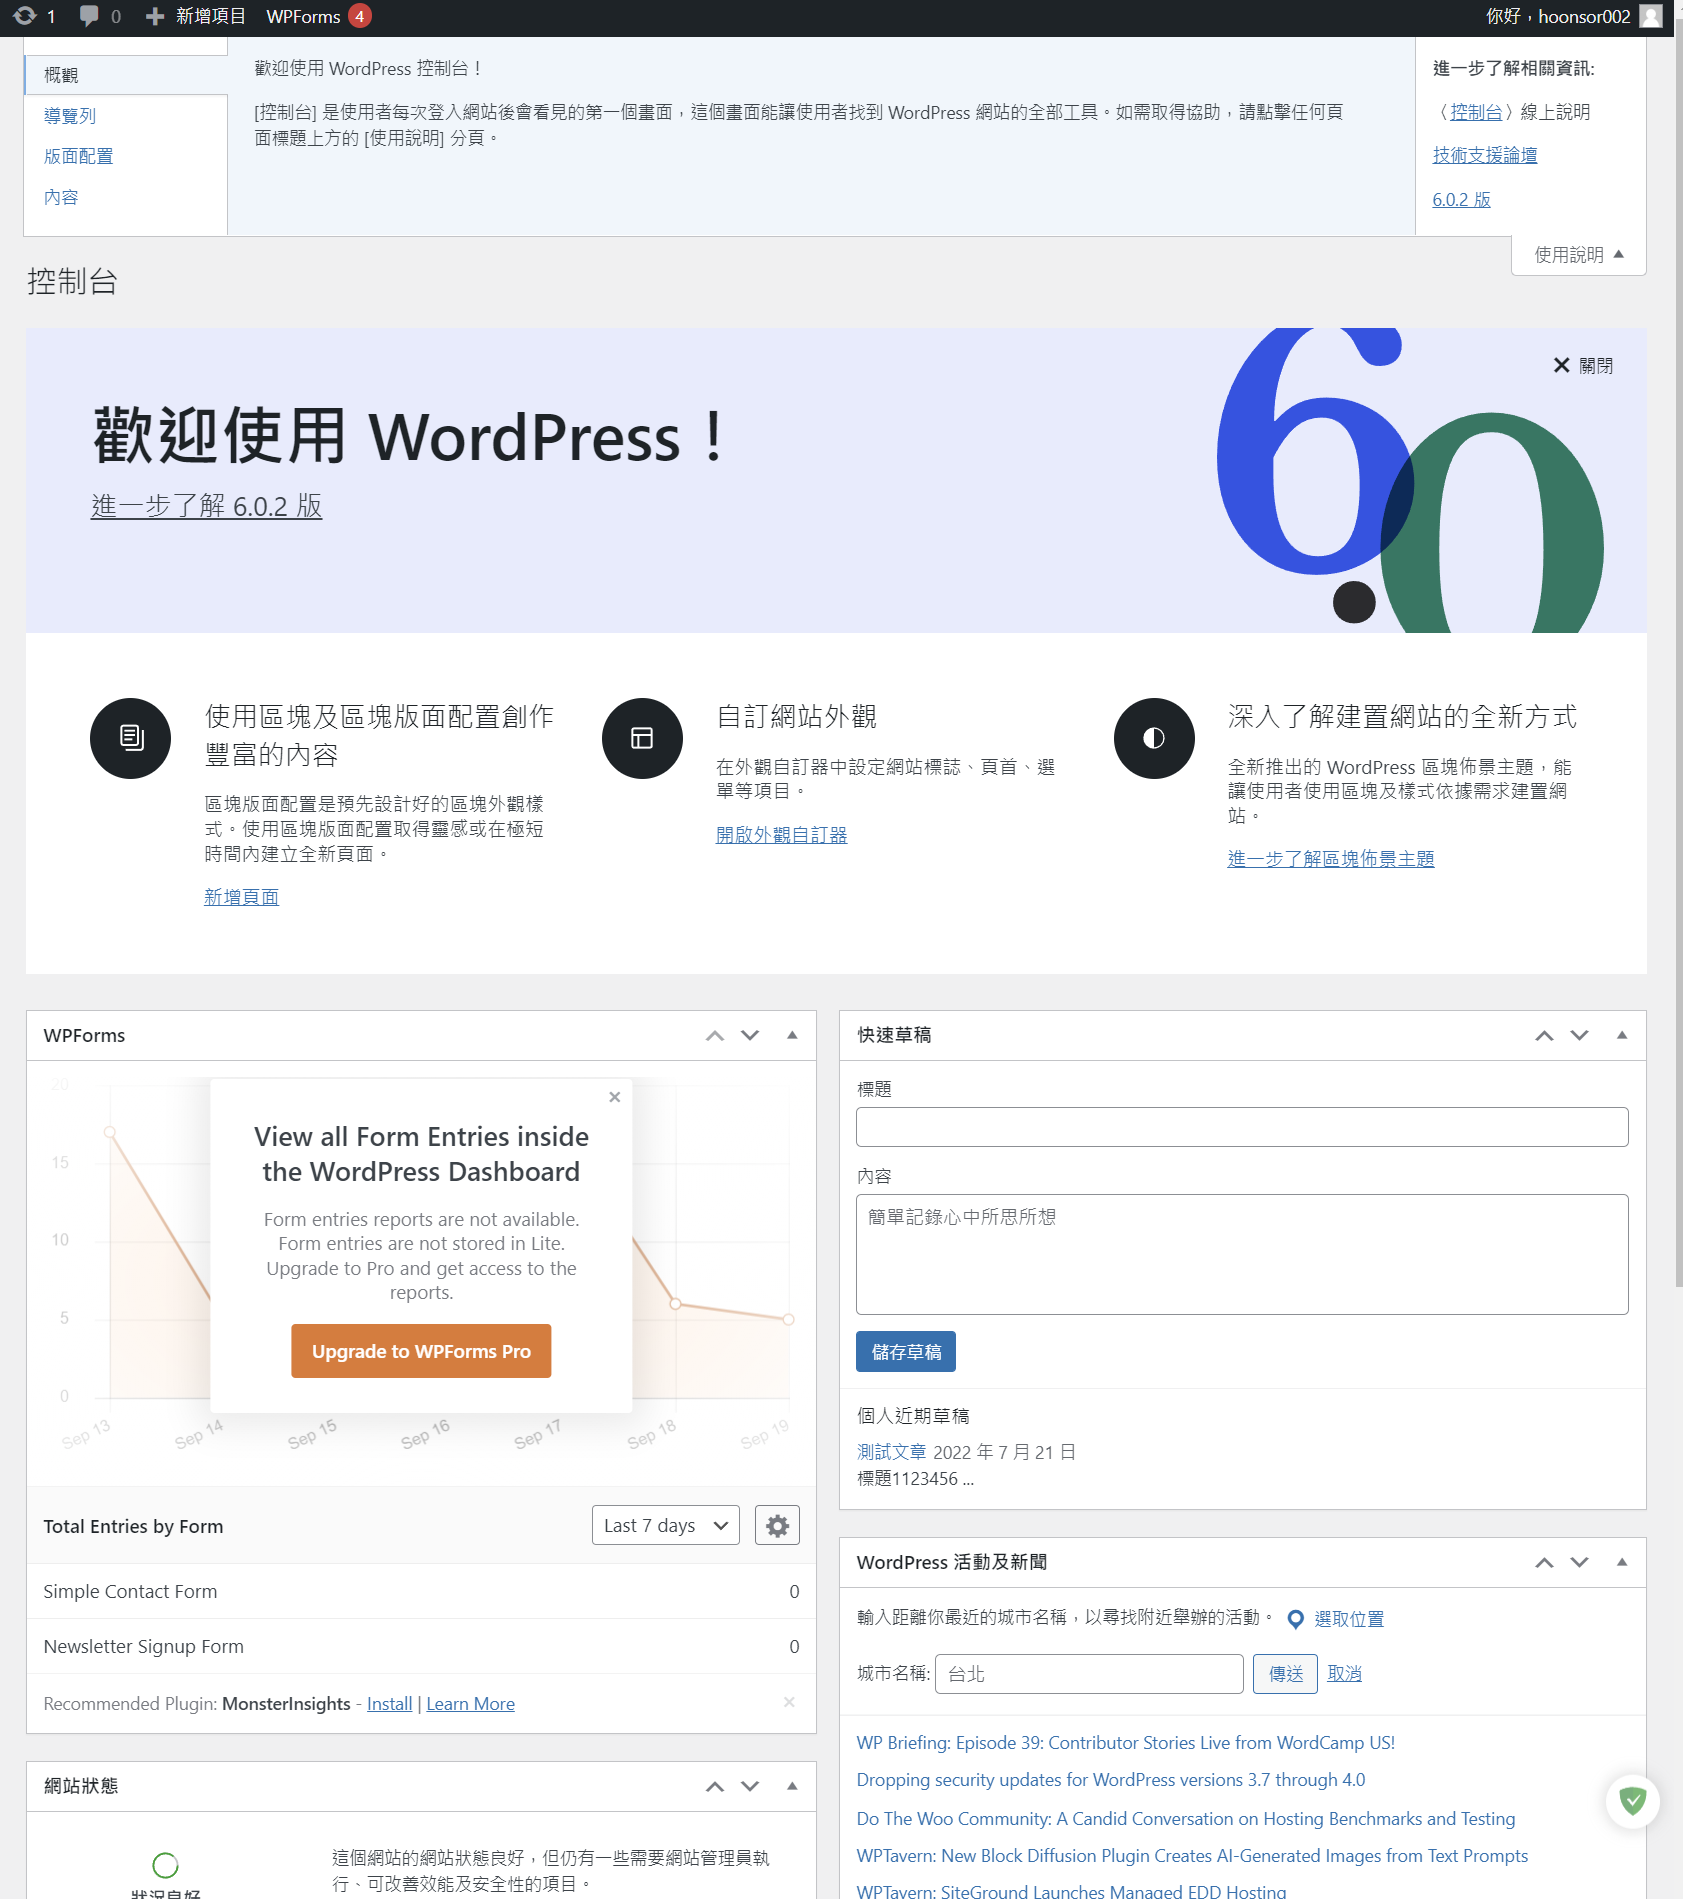 1
0
新增項目
WPForms 4
你好，hoonsor002
概觀
導覽列
版面配置
內容
歡迎使用 WordPress 控制台！
[控制台] 是使用者每次登入網站後會看見的第一個畫面，這個畫面能讓使用者找到 WordPress 網站的全部工具。如需取得協助，請點擊任何頁
面標題上方的 [使用說明] 分頁。
進一步了解相關資訊:
〈控制台〉線上說明
技術支援論壇
6.0.2 版
使用說明
控制台
6.0
關閉
歡迎使用 WordPress！
進一步了解 6.0.2 版
使用區塊及區塊版面配置創作
豐富的內容
區塊版面配置是預先設計好的區塊外觀樣
式。使用區塊版面配置取得靈感或在極短
時間內建立全新頁面。
新增頁面
自訂網站外觀
在外觀自訂器中設定網站標誌、頁首、選
單等項目。
開啟外觀自訂器
深入了解建置網站的全新方式
全新推出的 WordPress 區塊佈景主題，能
讓使用者使用區塊及樣式依據需求建置網
站。
進一步了解區塊佈景主題
WPForms
20
15
10
5
0
Sep 13
Sep 14
Sep 15
Sep 16
Sep 17
Sep 18
Sep 19
View all Form Entries inside
the WordPress Dashboard
Form entries reports are not available.
Form entries are not stored in Lite.
Upgrade to Pro and get access to the
reports.
Upgrade to WPForms Pro
Total Entries by Form
Last 7 days
Simple Contact Form 0
Newsletter Signup Form 0
Recommended Plugin: MonsterInsights - Install | Learn More
網站狀態
狀況良好
這個網站的網站狀態良好，但仍有一些需要網站管理員執
行、可改善效能及安全性的項目。
快速草稿
標題
內容
簡單記錄心中所思所想
儲存草稿
個人近期草稿
測試文章 2022 年 7 月 21 日
標題1123456 ...
WordPress 活動及新聞
輸入距離你最近的城市名稱，以尋找附近舉辦的活動。 選取位置
城市名稱: 台北 傳送 取消
WP Briefing: Episode 39: Contributor Stories Live from WordCamp US!
Dropping security updates for WordPress versions 3.7 through 4.0
Do The Woo Community: A Candid Conversation on Hosting Benchmarks and Testing
WPTavern: New Block Diffusion Plugin Creates AI-Generated Images from Text Prompts
WPTavern: SiteGround Launches Managed EDD Hosting